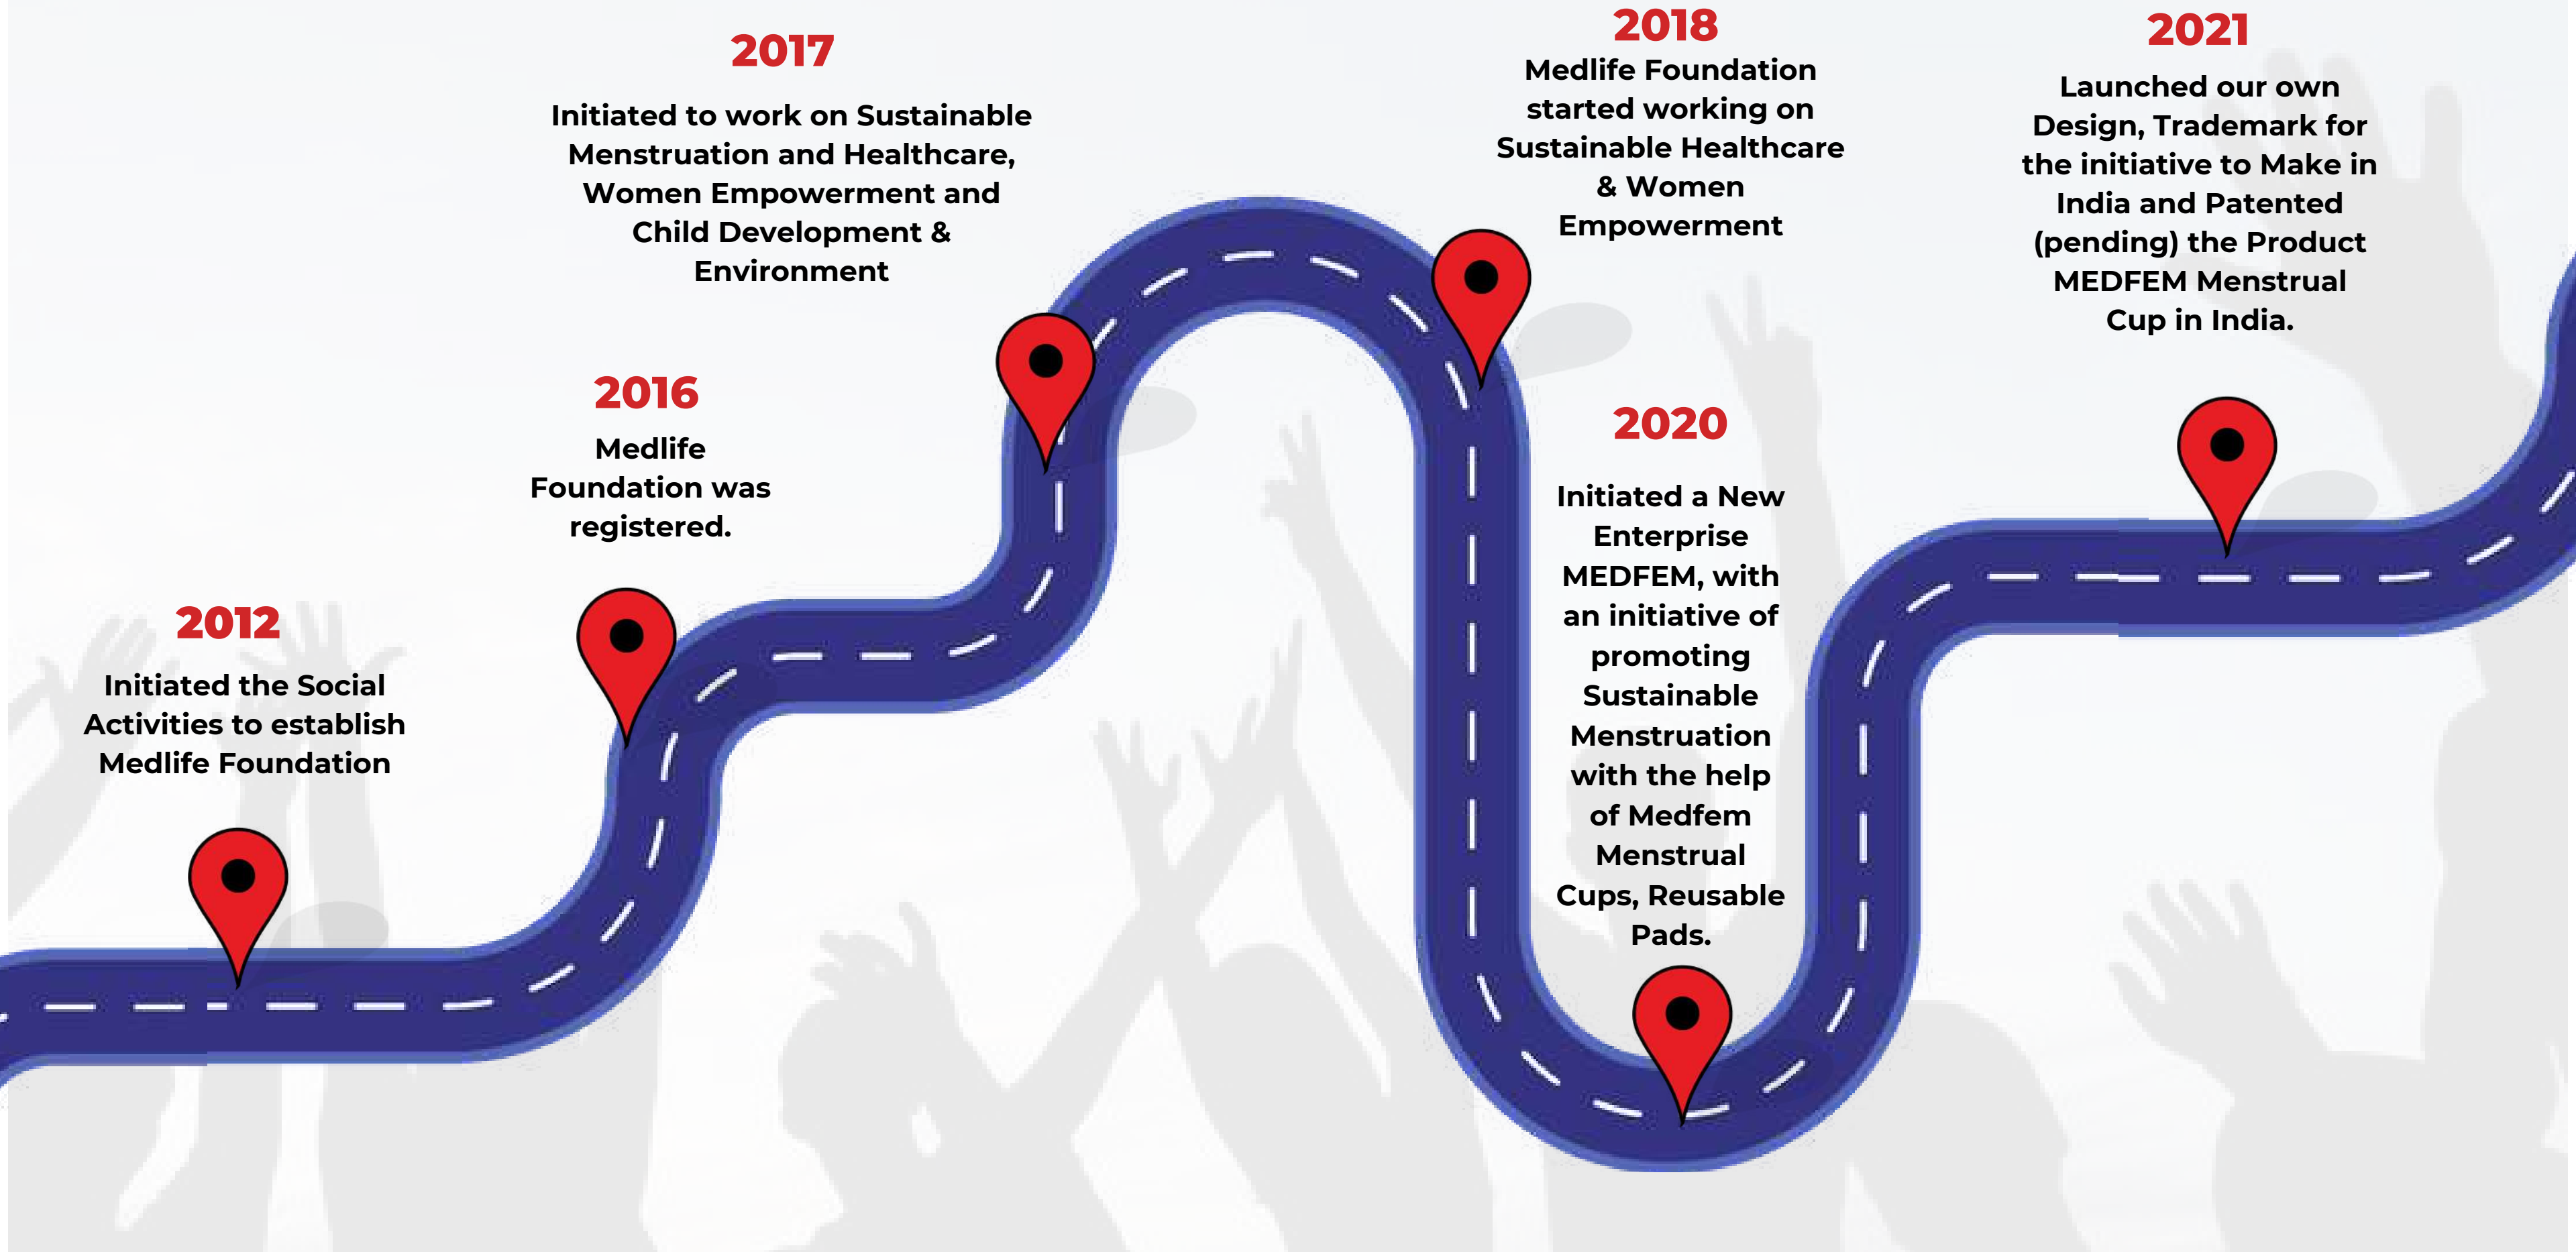 2012
Initiated the Social
Activities to establish
Medlife Foundation
2016
Medlife
Foundation was
registered.
2017
Initiated to work on Sustainable
Menstruation and Healthcare,
Women Empowerment and
Child Development &
Environment
2018
Medlife Foundation
started working on
Sustainable Healthcare
& Women
Empowerment
2020
Initiated a New
Enterprise
MEDFEM, with
an initiative of
promoting
Sustainable
Menstruation
with the help
of Medfem
Menstrual
Cups, Reusable
Pads.
2021
Launched our own
Design, Trademark for
the initiative to Make in
India and Patented
(pending) the Product
MEDFEM Menstrual
Cup in India.